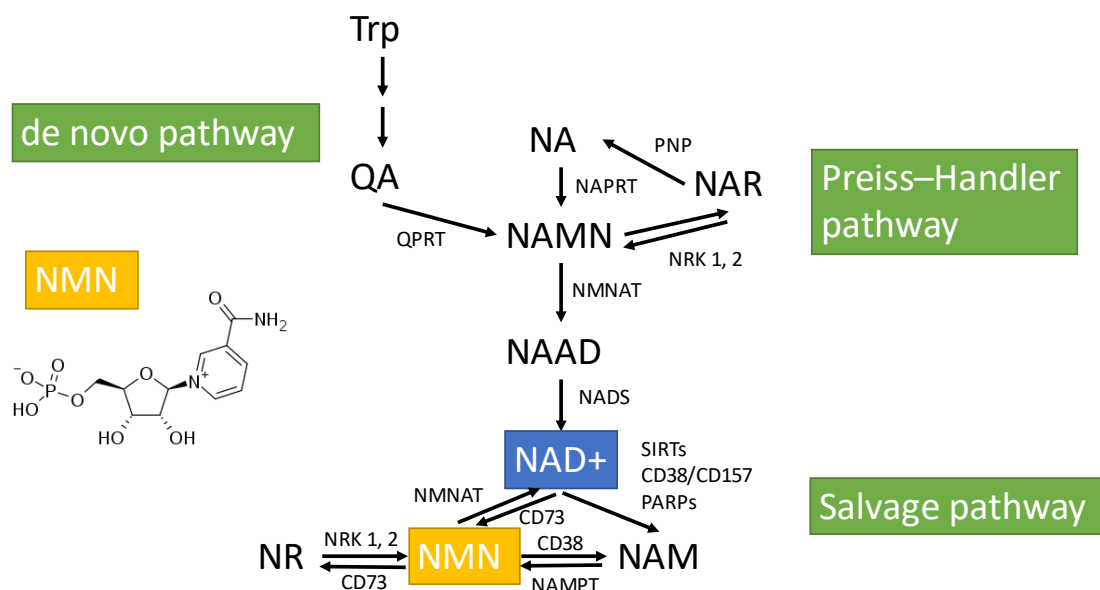 Trp
de novo pathway
NA
PNP
QA
NAPRT
NAR
Preiss–Handler
pathway
QPRT
NAMN
NRK 1, 2
NMN
NMNAT
O
NH2
NAAD
O
O
−O
P
O
N+
HO
NADS
HO
OH
NAD+
SIRTs
CD38/CD157
PARPs
NMNAT
CD73
Salvage pathway
NR
NRK 1, 2
CD73
NMN
CD38
NAMPT
NAM